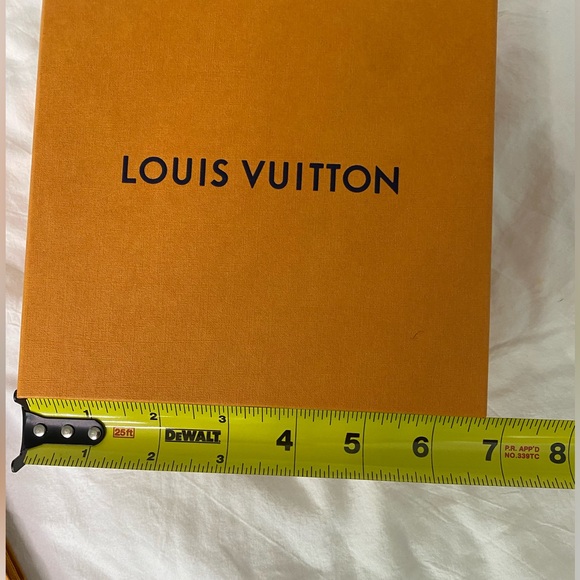 LOUIS VUITTON
1 2 3
25ft DEWALT 4 5 6 7 P.R. APP'D 8
NO.339TC
1 2 3